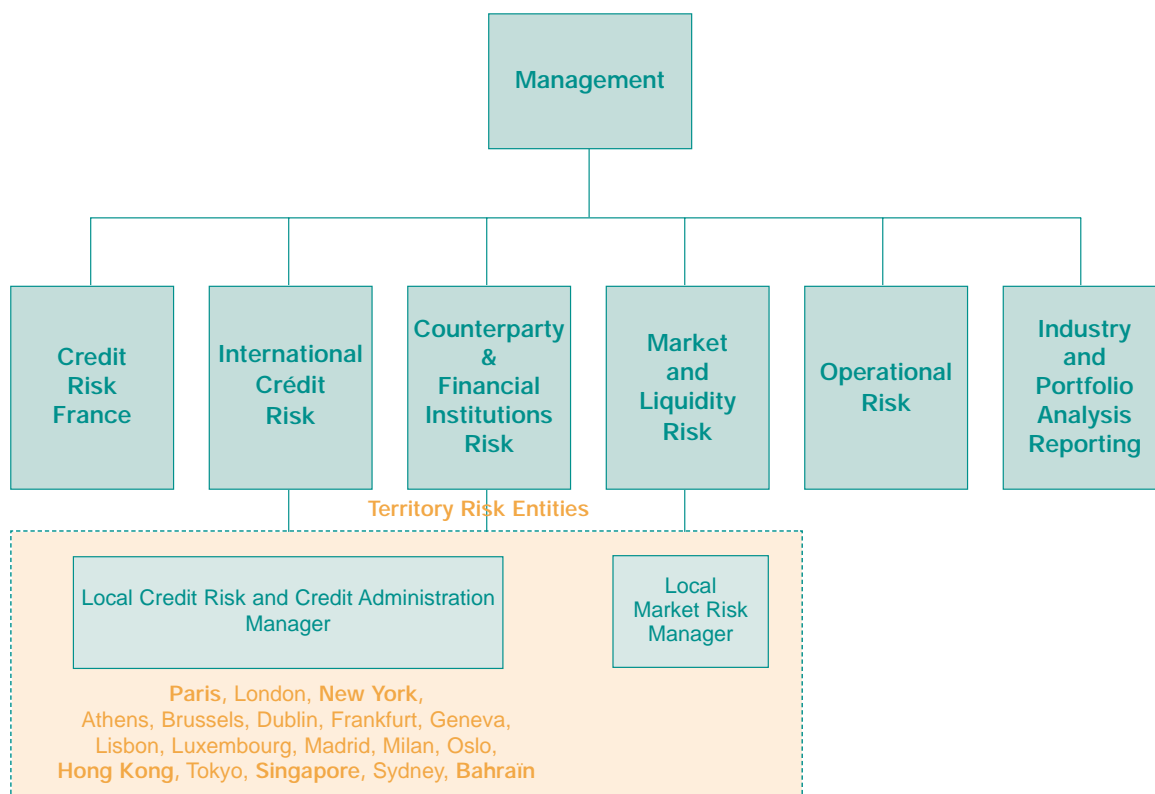 Management
Credit
Risk
France
International
Crédit
Risk
Counterparty
&
Financial
Institutions
Risk
Market
and
Liquidity
Risk
Operational
Risk
Industry
and
Portfolio
Analysis
Reporting
Territory Risk Entities
Local Credit Risk and Credit Administration
Manager
Local
Market Risk
Manager
Paris, London, New York,
Athens, Brussels, Dublin, Frankfurt, Geneva,
Lisbon, Luxembourg, Madrid, Milan, Oslo,
Hong Kong, Tokyo, Singapore, Sydney, Bahraïn